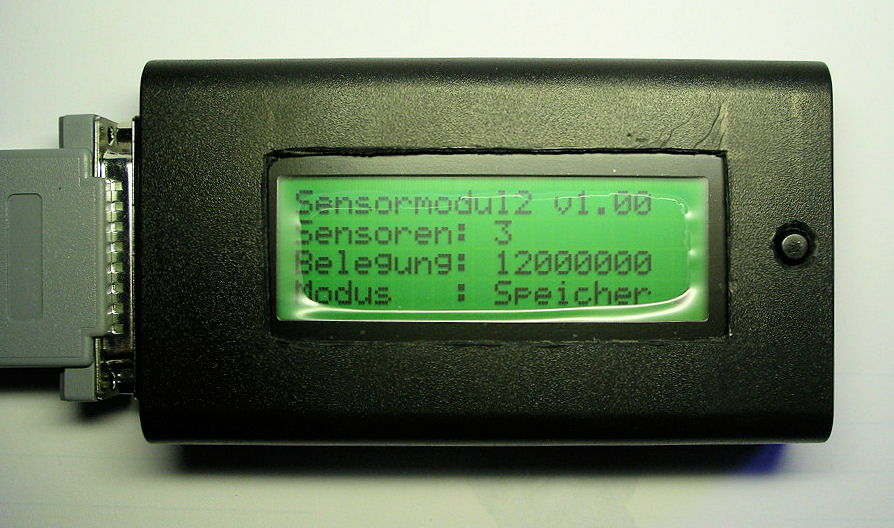 Sensormodul2 v1.00
Sensoren: 3
Belegung: 12000000
Modus   : Speicher